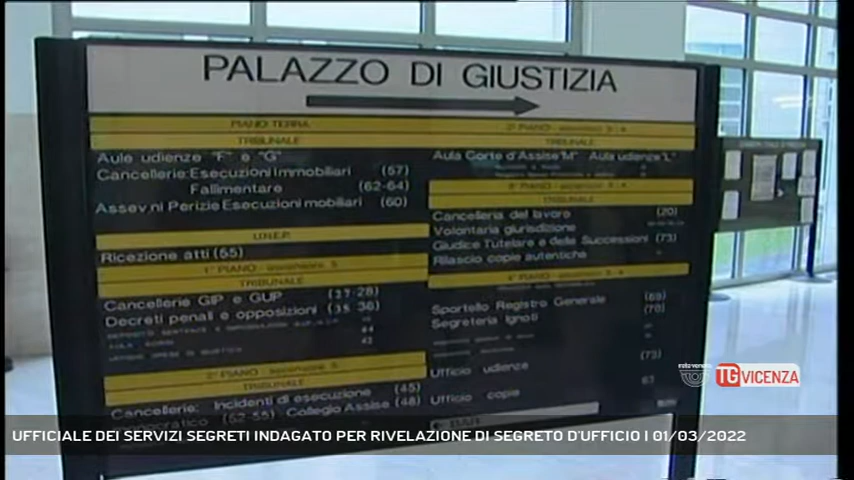 PALAZZO DI GIUSTIZIA
PIANO TERRA
TRIBUNALE
Aule udienze "F" e "G"
Cancellerie: Esecuzioni Immobiliari (57)
Fallimentare (62-64)
Assev.ni Perizie Esecuzioni mobiliari (60)
U.N.E.P.
Ricezione atti (55)
1° PIANO
TRIBUNALE
Cancellerie GIP e GUP
Decreti penali e opposizioni
44
2° PIANO
TRIBUNALE
Cancellerie: Incidenti di esecuzione (45)
Collegio Assise (48)
TRIBUNALE
Aula Corte d'Assise "M" Aula udienze "L"
TRIBUNALE
Cancelleria del lavoro (20)
Volontaria giurisdizione
Giudice Tutelare e delle Successioni (73)
Rilascio copie autentiche
Sportello Registro Generale (69)
Segreteria Ignoti (70)
Ufficio udienze (73)
Ufficio copie
BAR
rete veneta
TG VICENZA
UFFICIALE DEI SERVIZI SEGRETI INDAGATO PER RIVELAZIONE DI SEGRETO D'UFFICIO | 01/03/2022